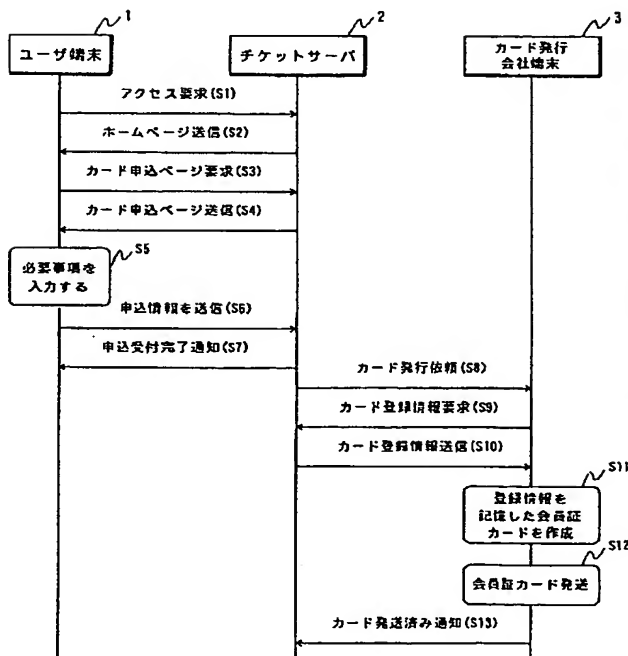 1
2
3
ユーザ端末
チケットサーバ
カード発行
会社端末
アクセス要求(S1)
ホームページ送信(S2)
カード申込ページ要求(S3)
カード申込ページ送信(S4)
S5
必要事項を
入力する
申込情報を送信(S6)
申込受付完了通知(S7)
カード発行依頼(S8)
カード登録情報要求(S9)
カード登録情報送信(S10)
S11
登録情報を
記憶した会員証
カードを作成
S12
会員証カード発送
カード発送済み通知(S13)